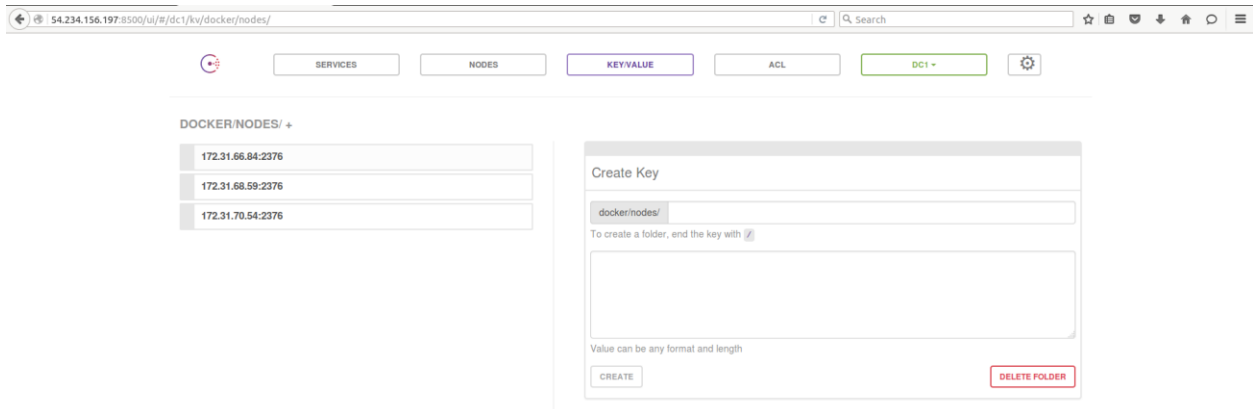 54.234.156.197:8500/ui/#/dc1/kv/docker/nodes/
Search
SERVICES
NODES
KEY/VALUE
ACL
DC1
DOCKER/NODES/ +
172.31.66.84:2376
172.31.68.59:2376
172.31.70.54:2376
Create Key
docker/nodes/
To create a folder, end the key with /
Value can be any format and length
CREATE
DELETE FOLDER